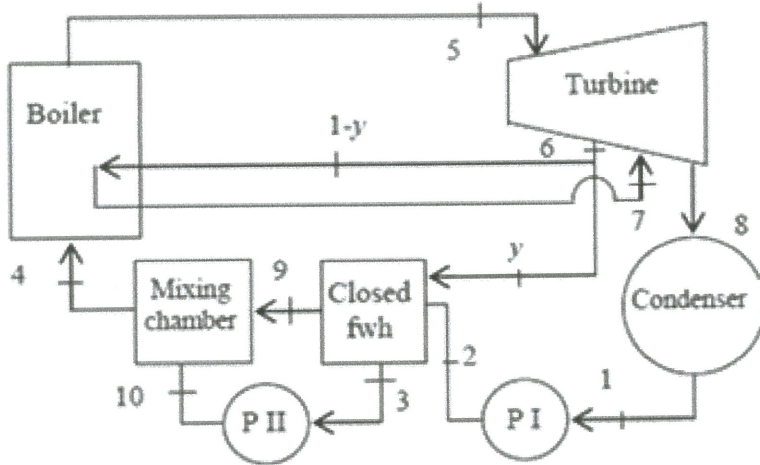 5
Turbine
Boiler
1-y
6
7
8
y
4
9
Mixing
chamber
Closed
fwh
Condenser
2
10
3
1
P II
P I